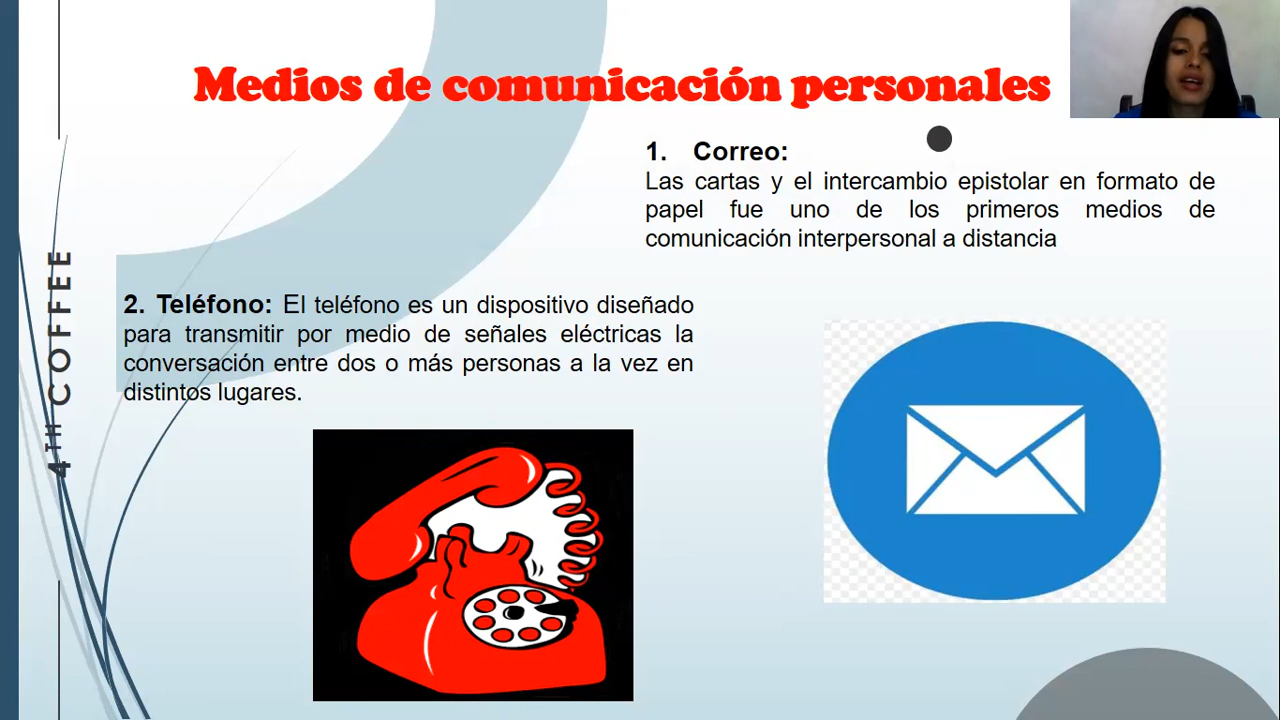 Medios de comunicación personales
1. Correo:
Las cartas y el intercambio epistolar en formato de
papel fue uno de los primeros medios de
comunicación interpersonal a distancia
2. Teléfono: El teléfono es un dispositivo diseñado
para transmitir por medio de señales eléctricas la
conversación entre dos o más personas a la vez en
distintos lugares.
4TH COFFEE